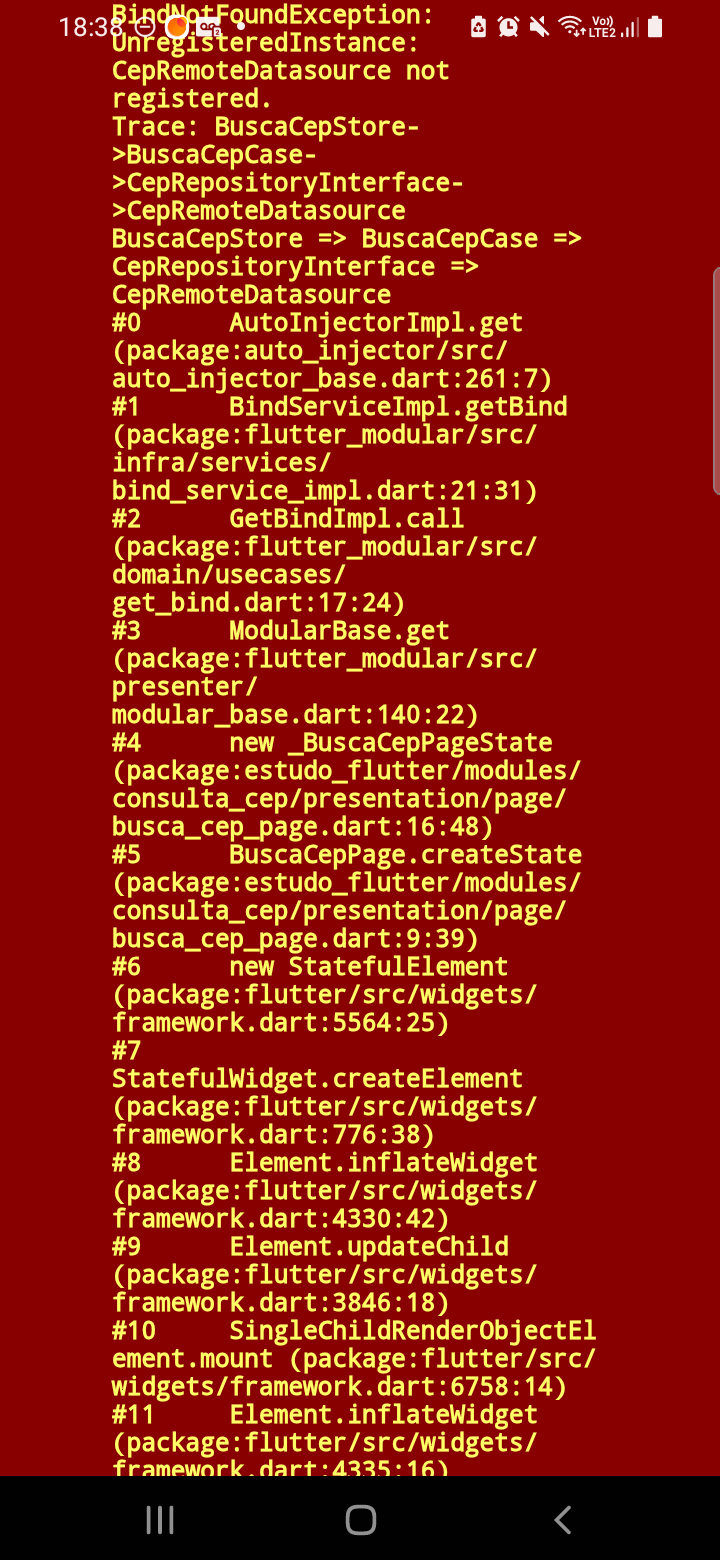 BindNotFoundException:
18:38
Vo)
LTE2
UnregisteredInstance:
CepRemoteDatasource not
registered.
Trace: BuscaCepStore-
>BuscaCepCase-
>CepRepositoryInterface-
>CepRemoteDatasource
BuscaCepStore => BuscaCepCase =>
CepRepositoryInterface =>
CepRemoteDatasource
#0 AutoInjectorImpl.get
(package:auto_injector/src/
auto_injector_base.dart:261:7)
#1 BindServiceImpl.getBind
(package:flutter_modular/src/
infra/services/
bind_service_impl.dart:21:31)
#2 GetBindImpl.call
(package:flutter_modular/src/
domain/usecases/
get_bind.dart:17:24)
#3 ModularBase.get
(package:flutter_modular/src/
presenter/
modular_base.dart:140:22)
#4 new _BuscaCepPageState
(package:estudo_flutter/modules/
consulta_cep/presentation/page/
busca_cep_page.dart:16:48)
#5 BuscaCepPage.createState
(package:estudo_flutter/modules/
consulta_cep/presentation/page/
busca_cep_page.dart:9:39)
#6 new StatefulElement
(package:flutter/src/widgets/
framework.dart:5564:25)
#7
StatefulWidget.createElement
(package:flutter/src/widgets/
framework.dart:776:38)
#8 Element.inflateWidget
(package:flutter/src/widgets/
framework.dart:4330:42)
#9 Element.updateChild
(package:flutter/src/widgets/
framework.dart:3846:18)
#10 SingleChildRenderObjectEl
ement.mount (package:flutter/src/
widgets/framework.dart:6758:14)
#11 Element.inflateWidget
(package:flutter/src/widgets/
framework.dart:4335:16)